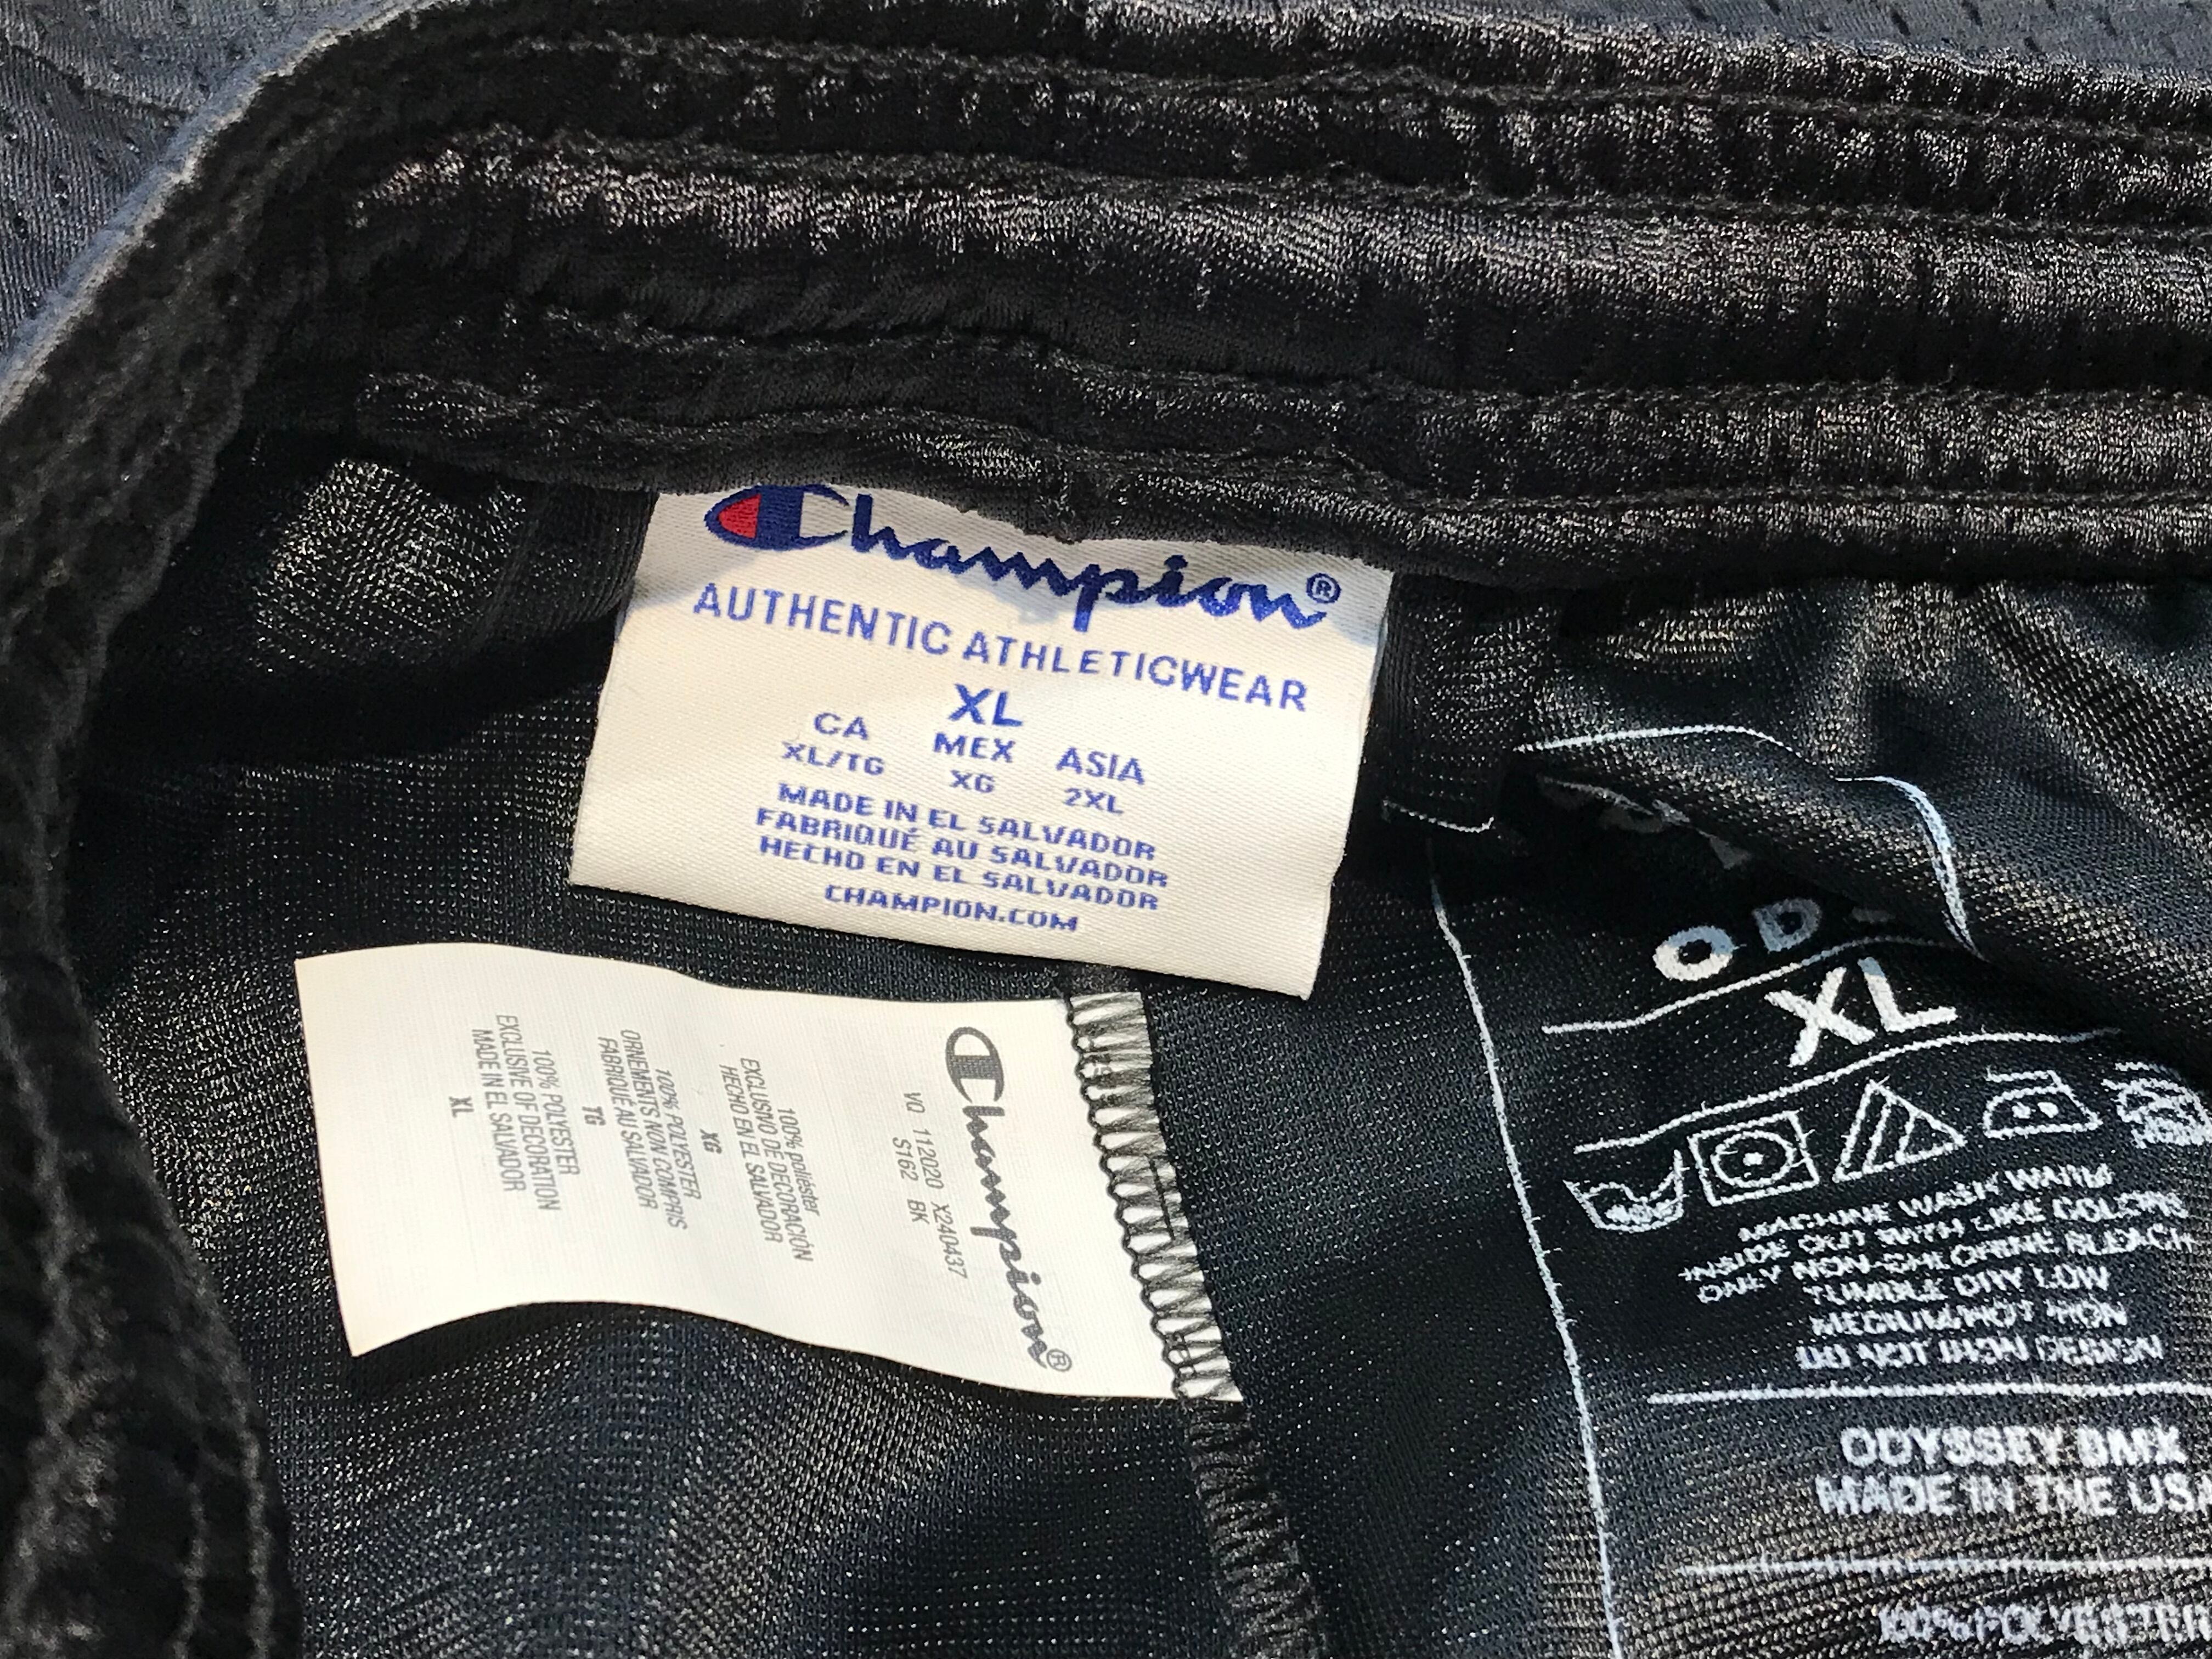 Champion®
AUTHENTIC ATHLETICWEAR
XL
CA MEX ASIA
XL/TG XG 2XL
MADE IN EL SALVADOR
FABRIQUÉ AU SALVADOR
HECHO EN EL SALVADOR
CHAMPION.COM
Champion®
VO 112020 X240437
S162 BK
100% poliester
EXCLUSIVO DE DECORACIÓN
HECHO EN EL SALVADOR
XG
100% POLYESTER
ORNEMENTS NON COMPRIS
FABRIQUÉ AU SALVADOR
TG
100% POLYESTER
EXCLUSIVE OF DECORATION
MADE IN EL SALVADOR
XL
OD
XL
MACHINE WASH WARM
INSIDE OUT WITH LIKE COLORS
ONLY NON-CHLORINE BLEACH
TUMBLE DRY LOW
MEDIUM/HOT IRON
DO NOT IRON DESIGN
ODYSSEY BMX
MADE IN THE USA
100% POLYESTER